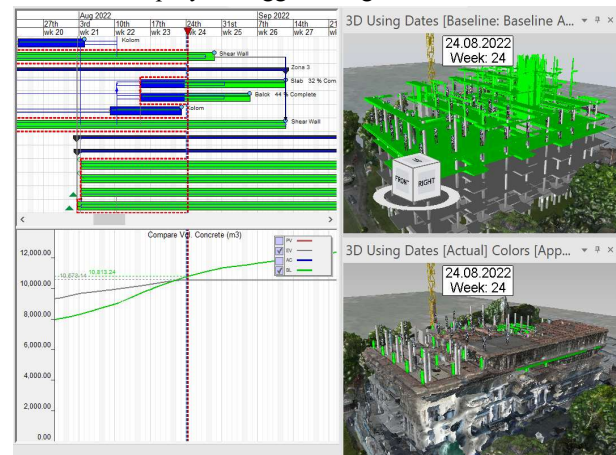 Aug 2022
Sep 2022
27th 3rd 10th 17th 24th 31st 7th 14th 21
wk 20 wk 21 wk 22 wk 23 wk 24 wk 25 wk 26 wk 27 wk
Kolom
Shear Wall
Zona 3
Slab 32 % Com
Balok 44 % Complete
Kolom
Shear Wall
Compare Vol. Concrete (m3)
PV
EV
AC
BL
12,000.00
10,813.24
10,573.14
10,000.00
8,000.00
6,000.00
4,000.00
2,000.00
0.00
3D Using Dates [Baseline: Baseline A...
24.08.2022
Week: 24
FRONT RIGHT
3D Using Dates [Actual] Colors [App...
24.08.2022
Week: 24